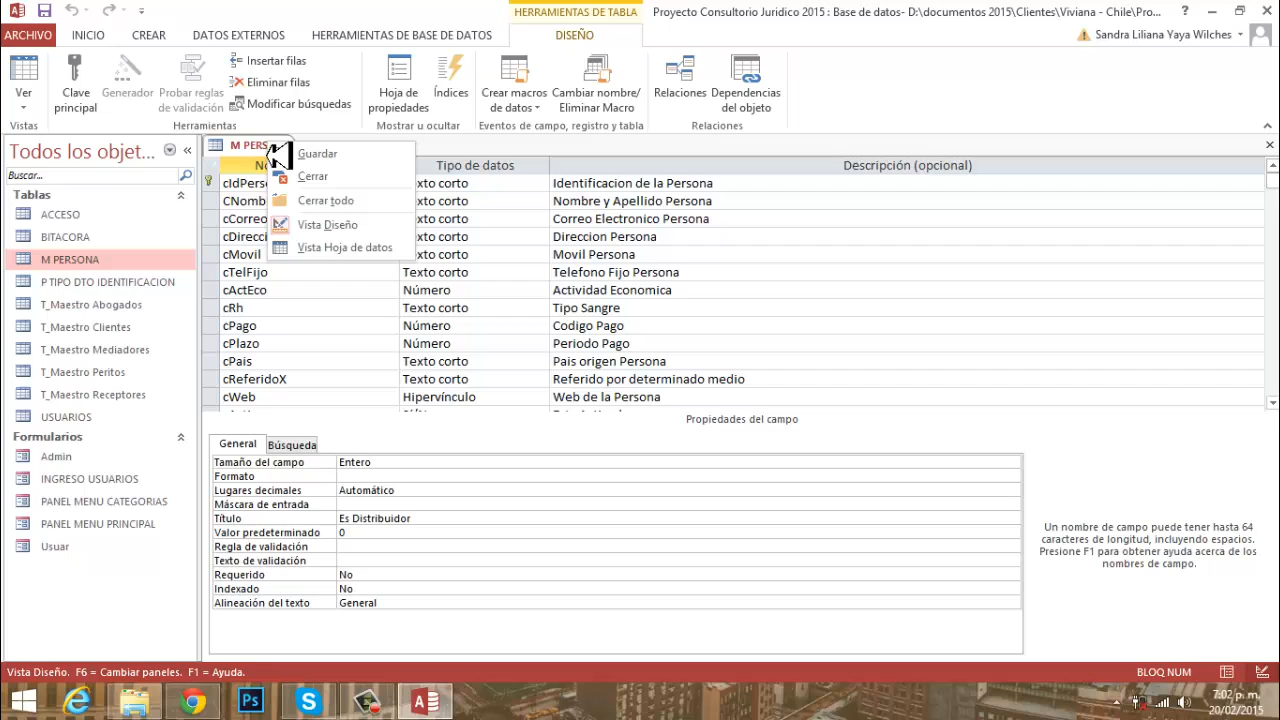 HERRAMIENTAS DE TABLA
Proyecto Consultorio Juridico 2015 : Base de datos- D:\documentos 2015\Clientes\Viviana - Chile\Pro...
ARCHIVO INICIO CREAR DATOS EXTERNOS HERRAMIENTAS DE BASE DE DATOS DISEÑO
Sandra Liliana Yaya Wilches
Ver
Clave principal
Generador
Probar reglas de validación
Insertar filas
Eliminar filas
Modificar búsquedas
Hoja de propiedades
Índices
Crear macros de datos
Cambiar nombre/ Eliminar Macro
Relaciones
Dependencias del objeto
Vistas
Herramientas
Mostrar u ocultar
Eventos de campo, registro y tabla
Relaciones
Todos los objet...
Buscar...
Tablas
ACCESO
BITACORA
M PERSONA
P TIPO DTO IDENTIFICACION
T_Maestro Abogados
T_Maestro Clientes
T_Maestro Mediadores
T_Maestro Peritos
T_Maestro Receptores
USUARIOS
Formularios
Admin
INGRESO USUARIOS
PANEL MENU CATEGORIAS
PANEL MENU PRINCIPAL
Usuar
M PERS
Guardar
Cerrar
Cerrar todo
Vista Diseño
Vista Hoja de datos
Tipo de datos Descripción (opcional)
cIdPerso Texto corto Identificacion de la Persona
CNomb Texto corto Nombre y Apellido Persona
cCorreo Texto corto Correo Electronico Persona
cDirecci Texto corto Direccion Persona
cMovil Texto corto Movil Persona
cTelFijo Texto corto Telefono Fijo Persona
cActEco Número Actividad Economica
cRh Texto corto Tipo Sangre
cPago Número Codigo Pago
cPlazo Número Periodo Pago
cPais Texto corto Pais origen Persona
cReferidoX Texto corto Referido por determinado medio
cWeb Hipervínculo Web de la Persona
Propiedades del campo
General Búsqueda
Tamaño del campo Entero
Formato
Lugares decimales Automático
Máscara de entrada
Título Es Distribuidor
Valor predeterminado 0
Regla de validación
Texto de validación
Requerido No
Indexado No
Alineación del texto General
Un nombre de campo puede tener hasta 64
caracteres de longitud, incluyendo espacios.
Presione F1 para obtener ayuda acerca de los
nombres de campo.
Vista Diseño. F6 = Cambiar paneles. F1 = Ayuda.
BLOQ NUM
Ps
7:02 p. m.
20/02/2015